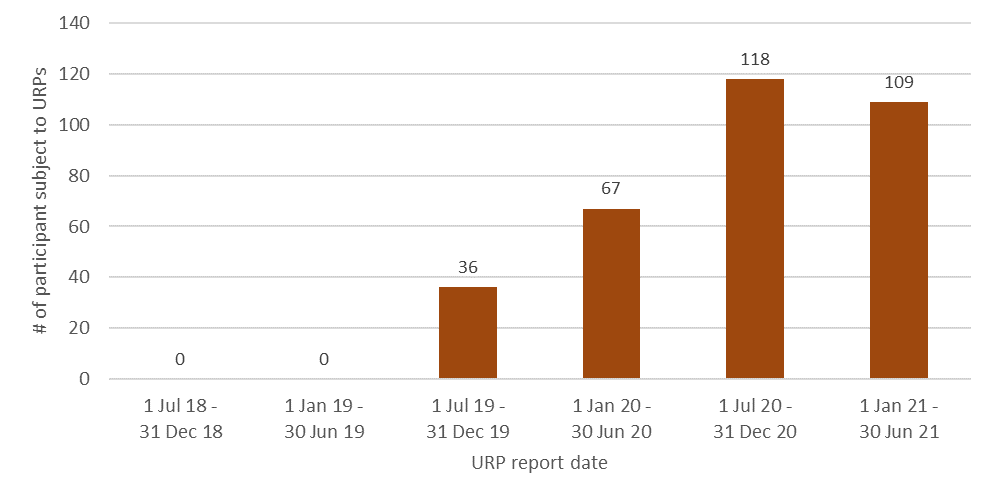 # of participant subject to URPs
140
120
100
80
60
40
20
0
0
0
36
67
118
109
1 Jul 18 -
31 Dec 18
1 Jan 19 -
30 Jun 19
1 Jul 19 -
31 Dec 19
1 Jan 20 -
30 Jun 20
1 Jul 20 -
31 Dec 20
1 Jan 21 -
30 Jun 21
URP report date